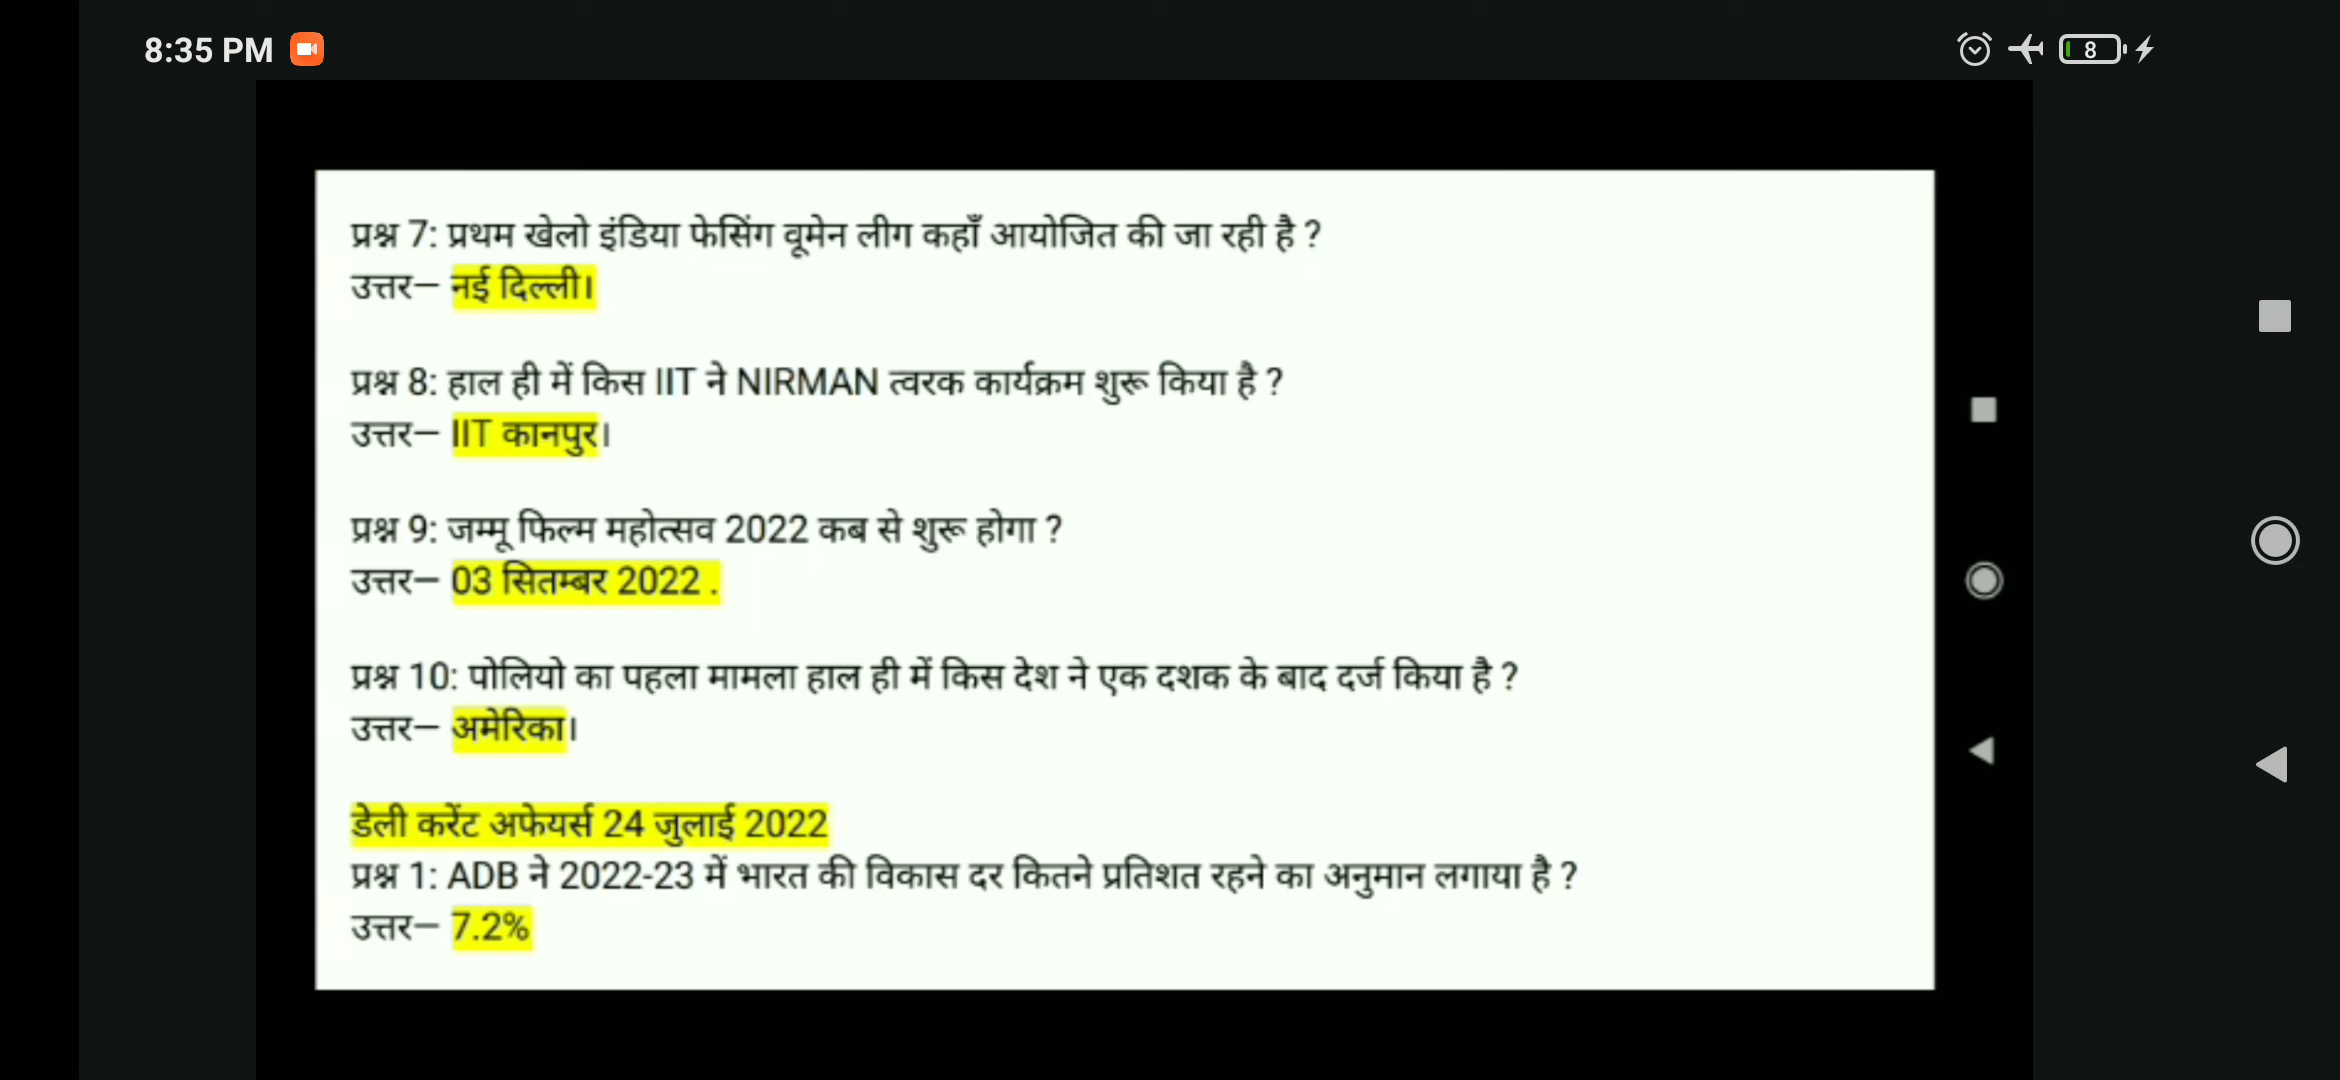 8:35 PM
8
प्रश्न 7: प्रथम खेलो इंडिया फेसिंग वूमेन लीग कहाँ आयोजित की जा रही है ?
उत्तर– नई दिल्ली।
प्रश्न 8: हाल ही में किस IIT ने NIRMAN त्वरक कार्यक्रम शुरू किया है ?
उत्तर– IIT कानपुर।
प्रश्न 9: जम्मू फिल्म महोत्सव 2022 कब से शुरू होगा ?
उत्तर– 03 सितम्बर 2022 .
प्रश्न 10: पोलियो का पहला मामला हाल ही में किस देश ने एक दशक के बाद दर्ज किया है ?
उत्तर– अमेरिका।
डेली करेंट अफेयर्स 24 जुलाई 2022
प्रश्न 1: ADB ने 2022-23 में भारत की विकास दर कितने प्रतिशत रहने का अनुमान लगाया है ?
उत्तर– 7.2%